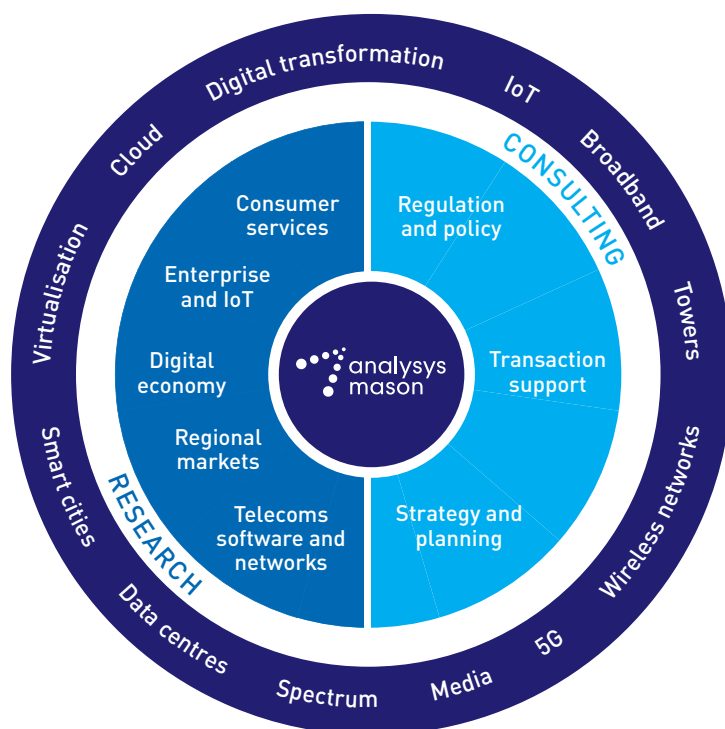 Digital transformation
IoT
Broadband
Towers
Wireless networks
5G
Media
Spectrum
Data centres
Smart cities
Virtualisation
Cloud
CONSULTING
RESEARCH
Consumer
services
Enterprise
and IoT
Digital
economy
Regional
markets
Telecoms
software and
networks
Regulation
and policy
Transaction
support
Strategy and
planning
analysys
mason